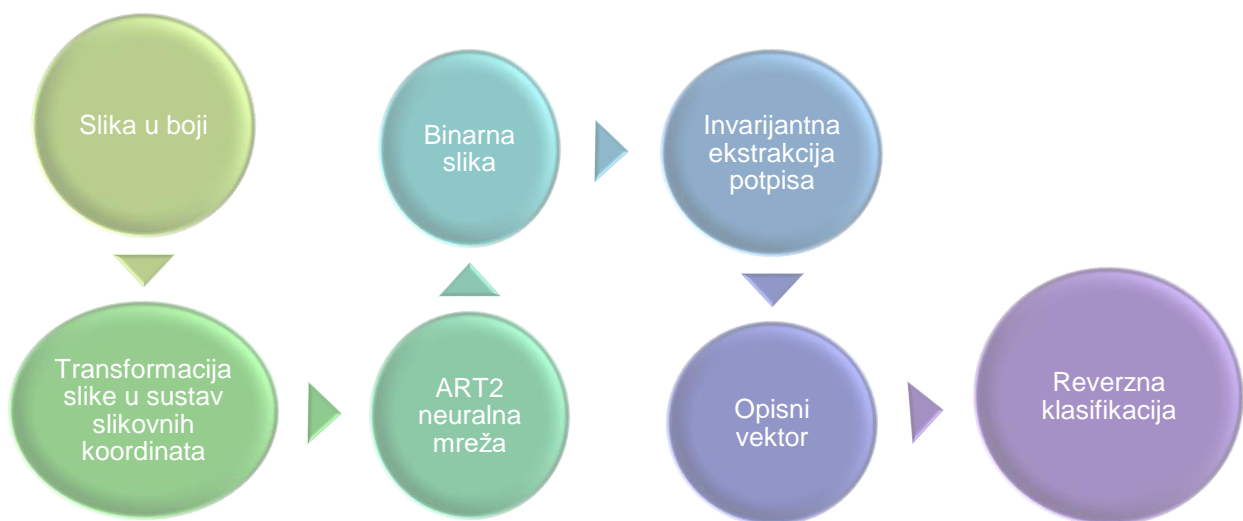 Slika u boji
Transformacija
slike u sustav
slikovnih
koordinata
ART2
neuralna
mreža
Binarna
slika
Invarijantna
ekstrakcija
potpisa
Opisni
vektor
Reverzna
klasifikacija